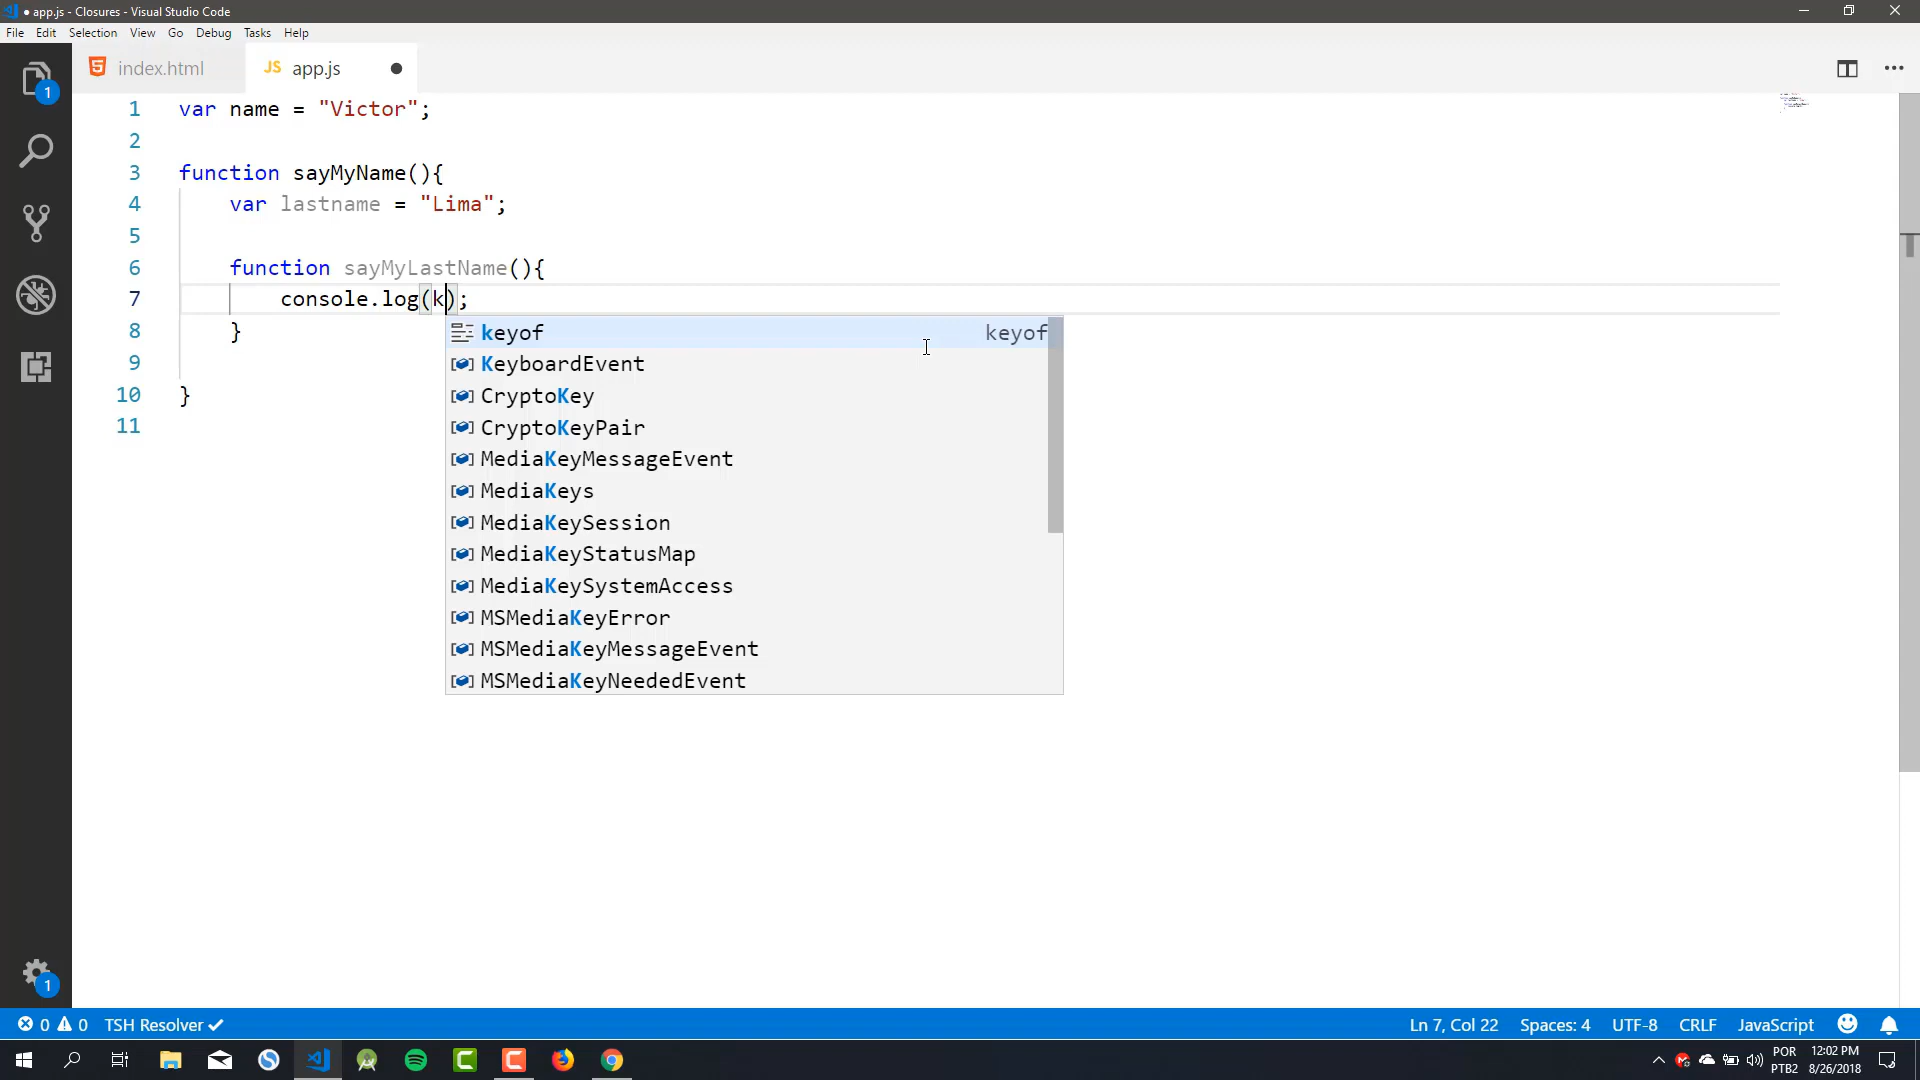 app.js - Closures - Visual Studio Code
File Edit Selection View Go Debug Tasks Help
index.html JS app.js
1
1 var name = "Victor";
2
3 function sayMyName(){
4 var lastname = "Lima";
5
6 function sayMyLastName(){
7 console.log(k);
8 }
9
10 }
11
keyof keyof
KeyboardEvent
CryptoKey
CryptoKeyPair
MediaKeyMessageEvent
MediaKeys
MediaKeySession
MediaKeyStatusMap
MediaKeySystemAccess
MSMediaKeyError
MSMediaKeyMessageEvent
MSMediaKeyNeededEvent
1
0 0 TSH Resolver Ln 7, Col 22 Spaces: 4 UTF-8 CRLF JavaScript
POR 12:02 PM
PTB2 8/26/2018